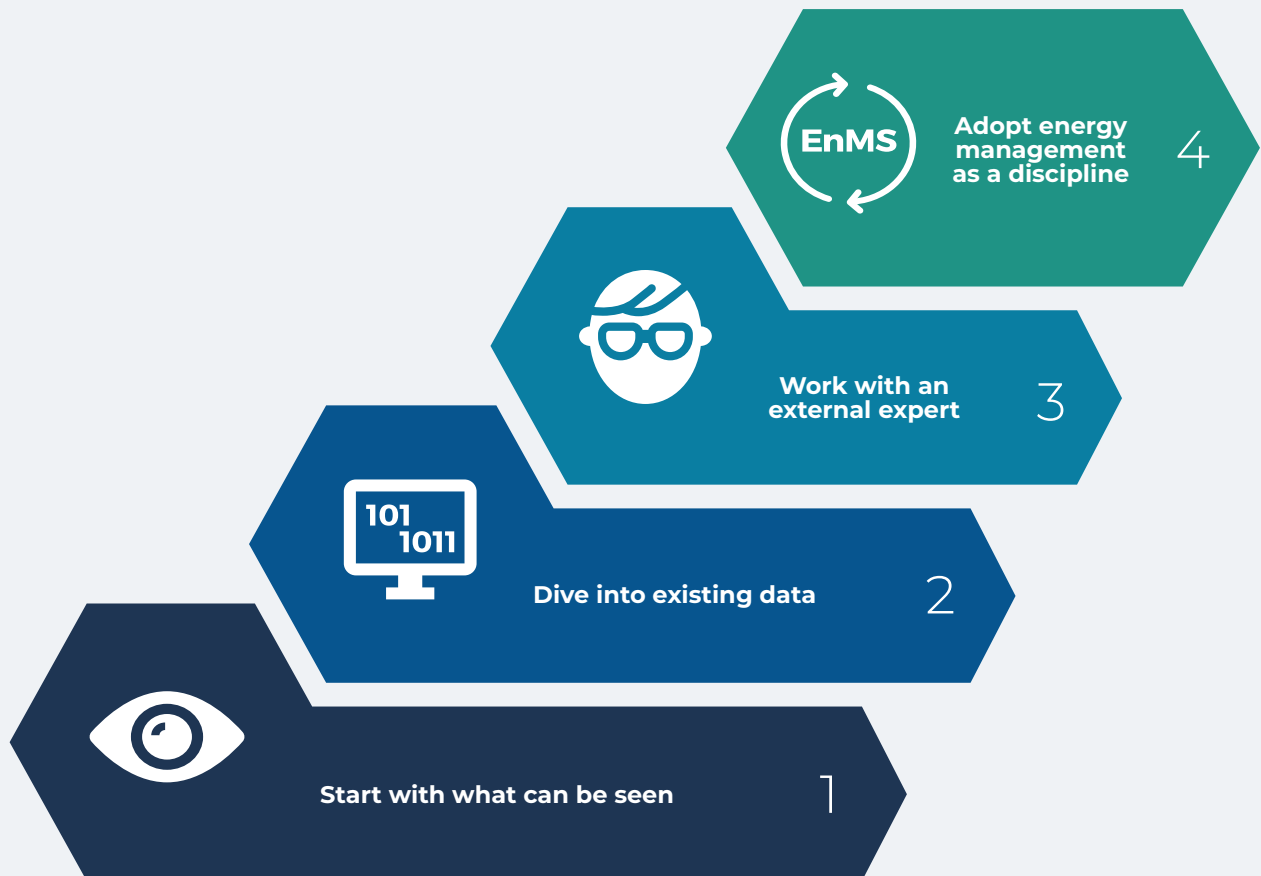 EnMS
Adopt energy
management
as a discipline
4
Work with an
external expert
3
101
1011
Dive into existing data
2
Start with what can be seen
1